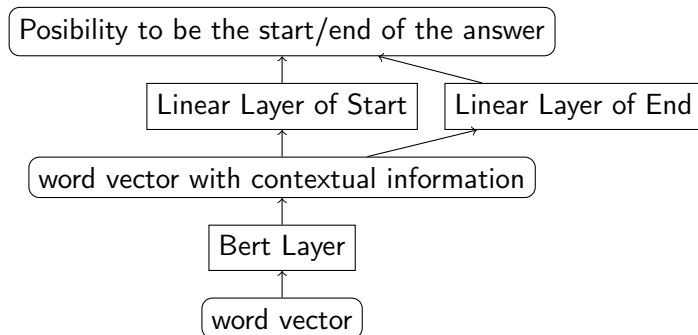 Posibility to be the start/end of the answer
Linear Layer of Start
Linear Layer of End
word vector with contextual information
Bert Layer
word vector